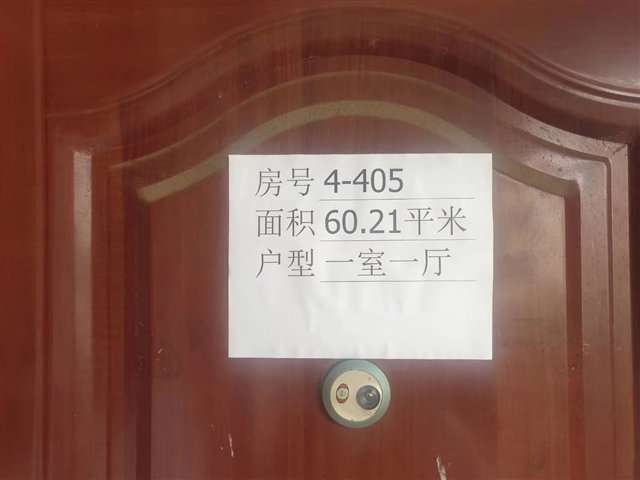 房号 4-405
面积 60.21平米
户型 一室一厅